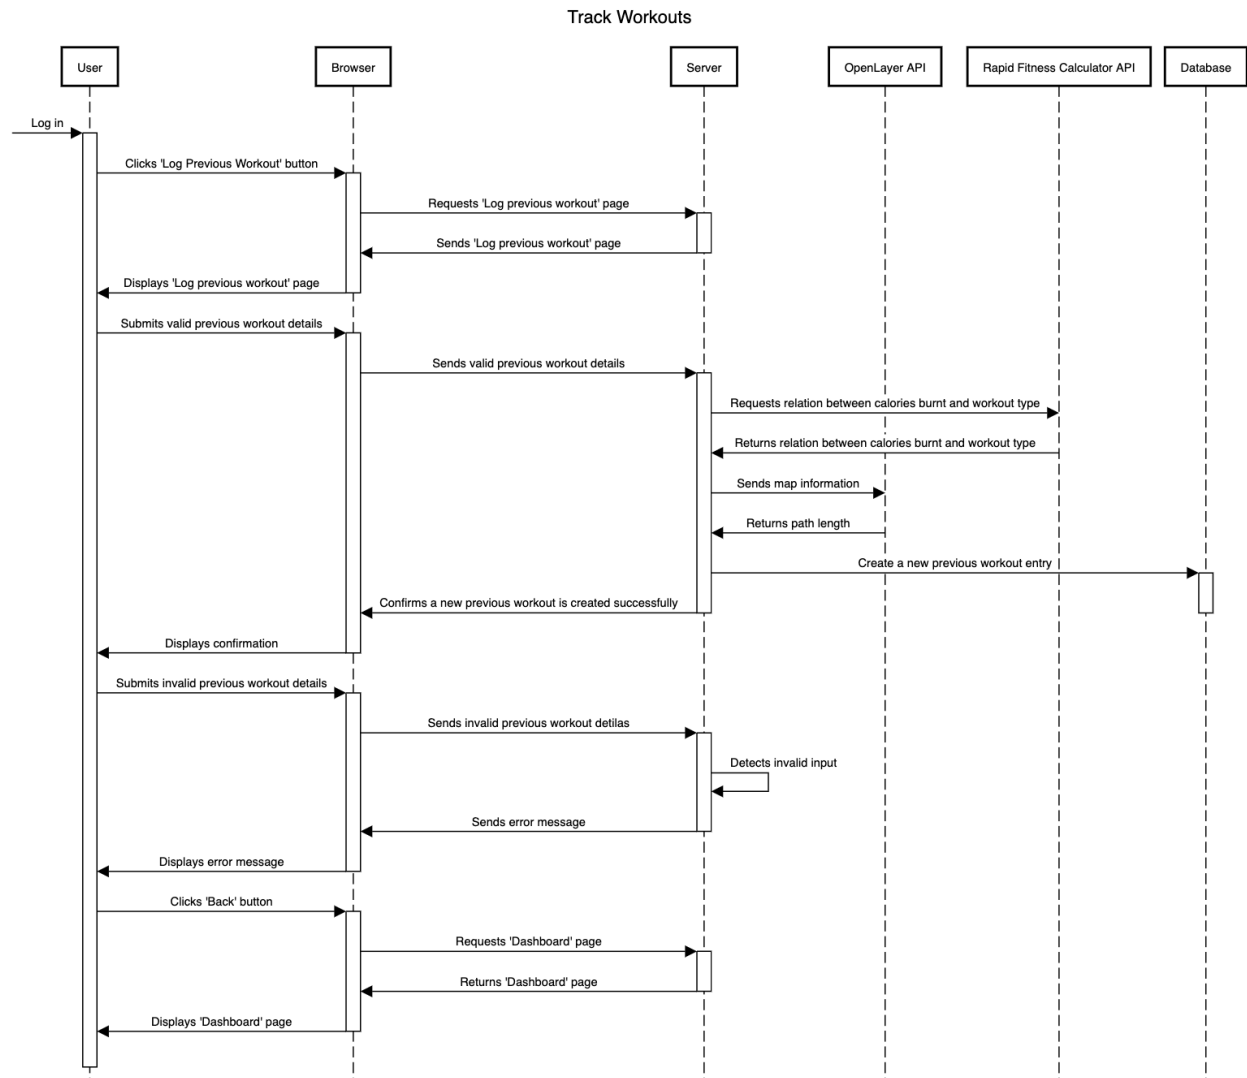 Track Workouts
User
Browser
Server
OpenLayer API
Rapid Fitness Calculator API
Database
Log in
Clicks 'Log Previous Workout' button
Requests 'Log previous workout' page
Sends 'Log previous workout' page
Displays 'Log previous workout' page
Submits valid previous workout details
Sends valid previous workout details
Requests relation between calories burnt and workout type
Returns relation between calories burnt and workout type
Sends map information
Returns path length
Create a new previous workout entry
Confirms a new previous workout is created successfully
Displays confirmation
Submits invalid previous workout details
Sends invalid previous workout detilas
Detects invalid input
Sends error message
Displays error message
Clicks 'Back' button
Requests 'Dashboard' page
Returns 'Dashboard' page
Displays 'Dashboard' page